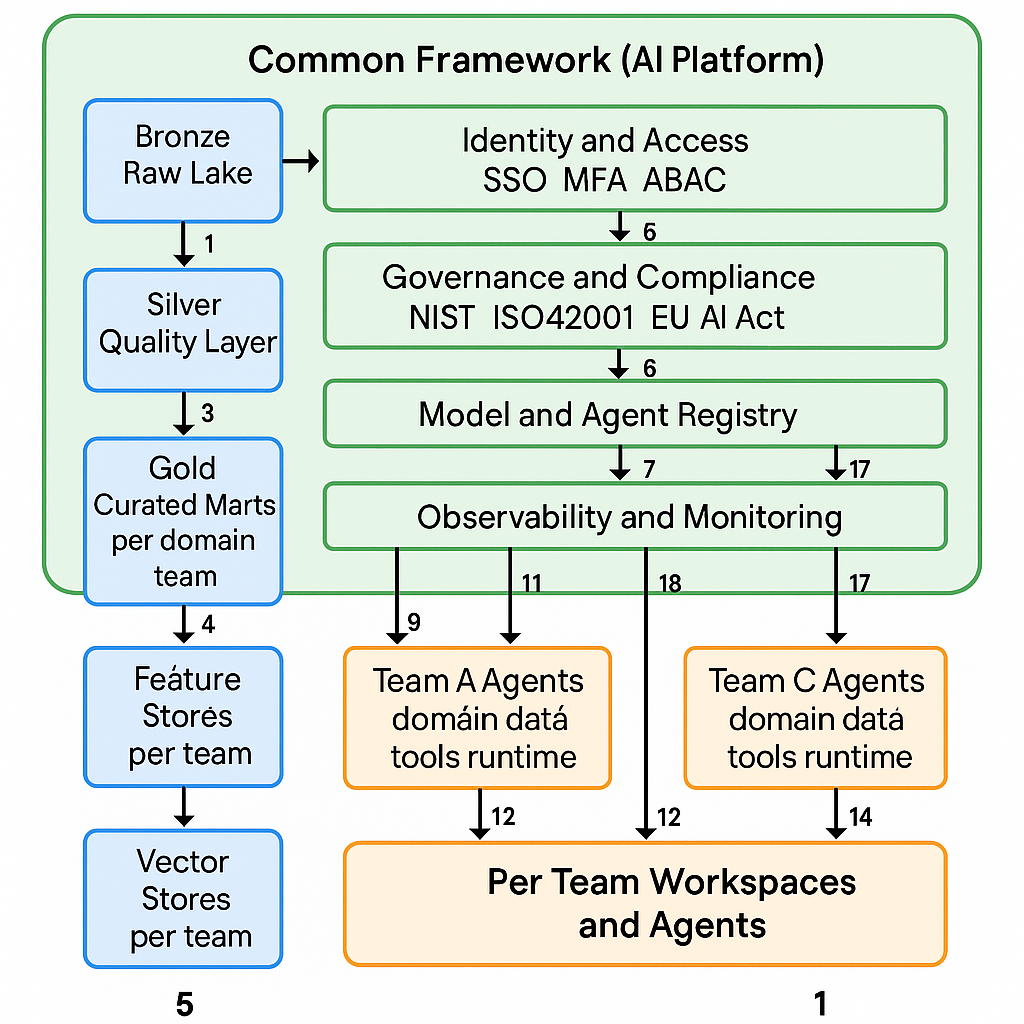 Common Framework (AI Platform)
Bronze
Raw Lake
Identity and Access
SSO MFA ABAC
1
6
Silver
Quality Layer
Governance and Compliance
NIST ISO42001 EU AI Act
3
6
Gold
Curated Marts
per domain
team
Model and Agent Registry
7
17
Observability and Monitoring
4
9
11
18
17
Feáture
Storės
per team
Team A Agents
domáin datá
tools runtime
Team C Agents
domain datȧ
tools runtime
12
12
14
Vector
Stores
per team
Per Team Workspaces
and Agents
5
1